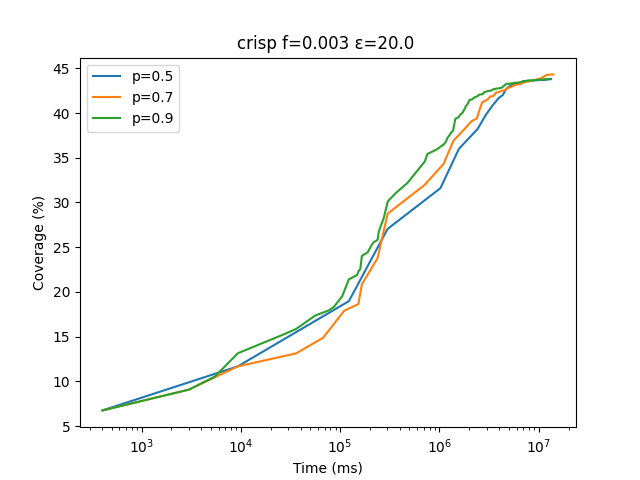 crisp f=0.003 ε=20.0
p=0.5
p=0.7
p=0.9
Coverage (%)
45
40
35
30
25
20
15
10
5
10³
10⁴
10⁵
10⁶
10⁷
Time (ms)